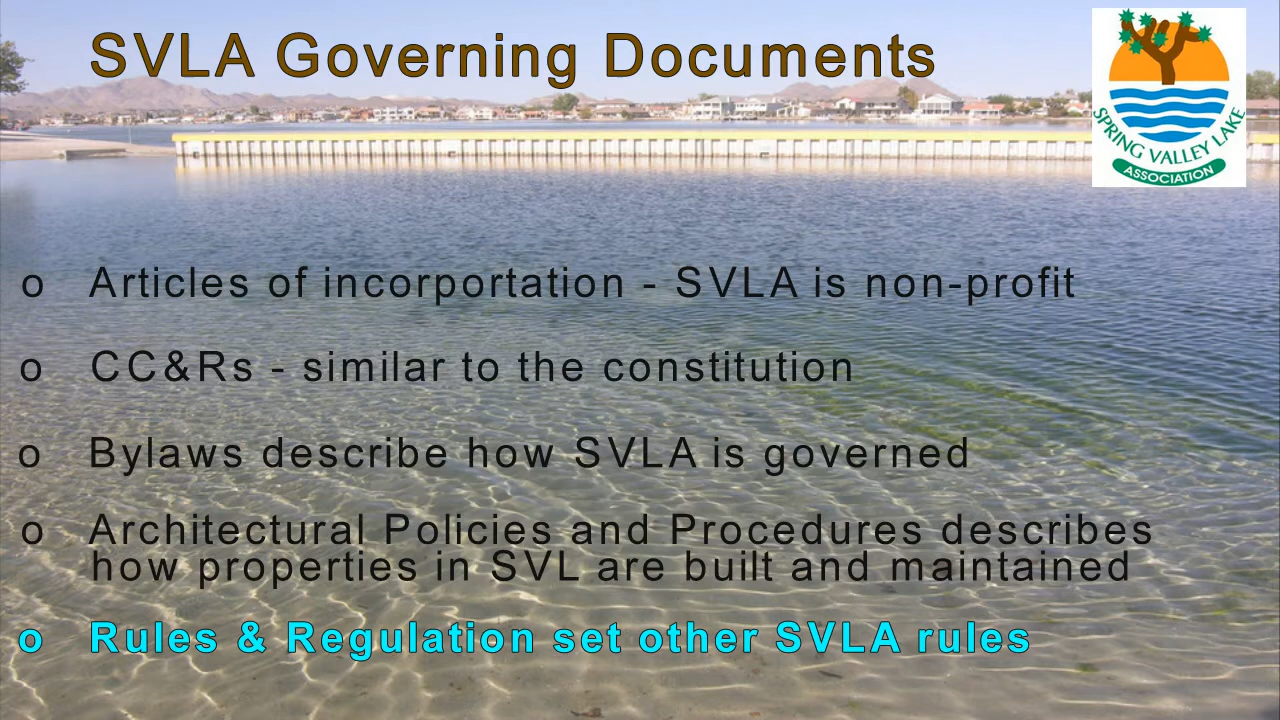 SVLA Governing Documents
SPRING VALLEY LAKE
ASSOCIATION
o Articles of incorportation - SVLA is non-profit
o CC&Rs - similar to the constitution
o Bylaws describe how SVLA is governed
o Architectural Policies and Procedures describes
how properties in SVL are built and maintained
o Rules & Regulation set other SVLA rules